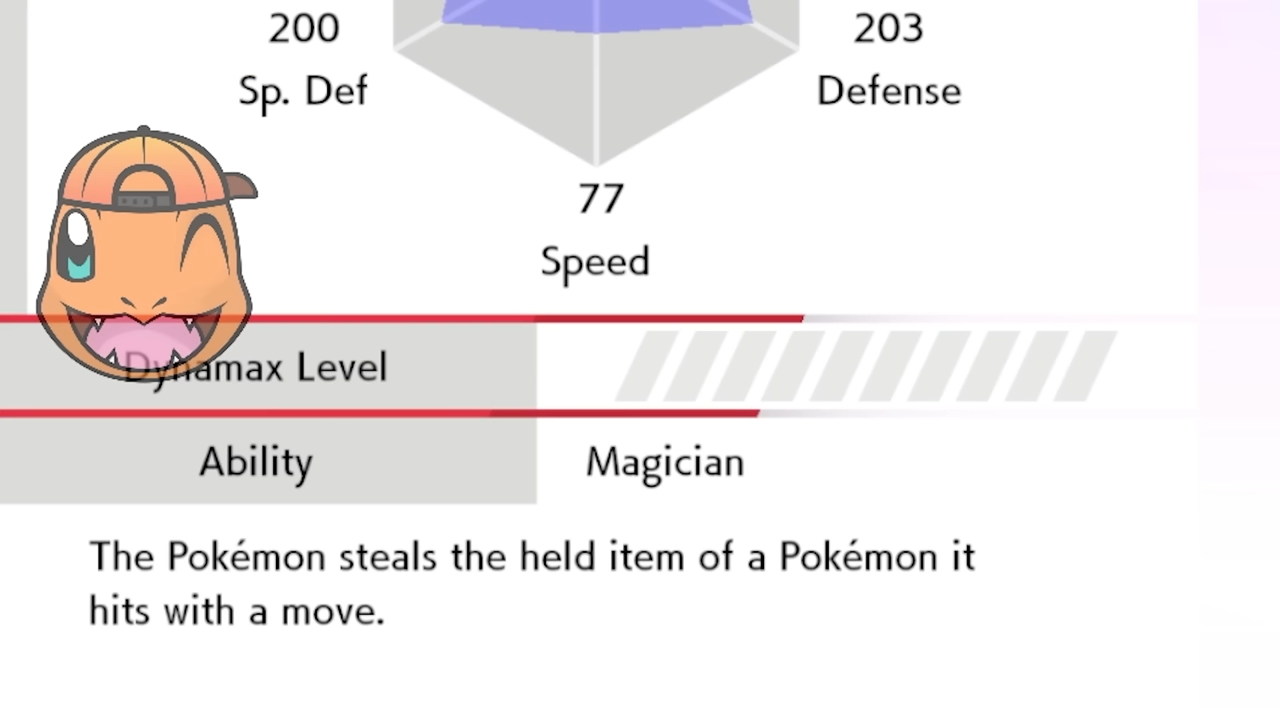 200
203
Sp. Def
Defense
77
Speed
Dynamax Level
Ability
Magician
The Pokémon steals the held item of a Pokémon it
hits with a move.